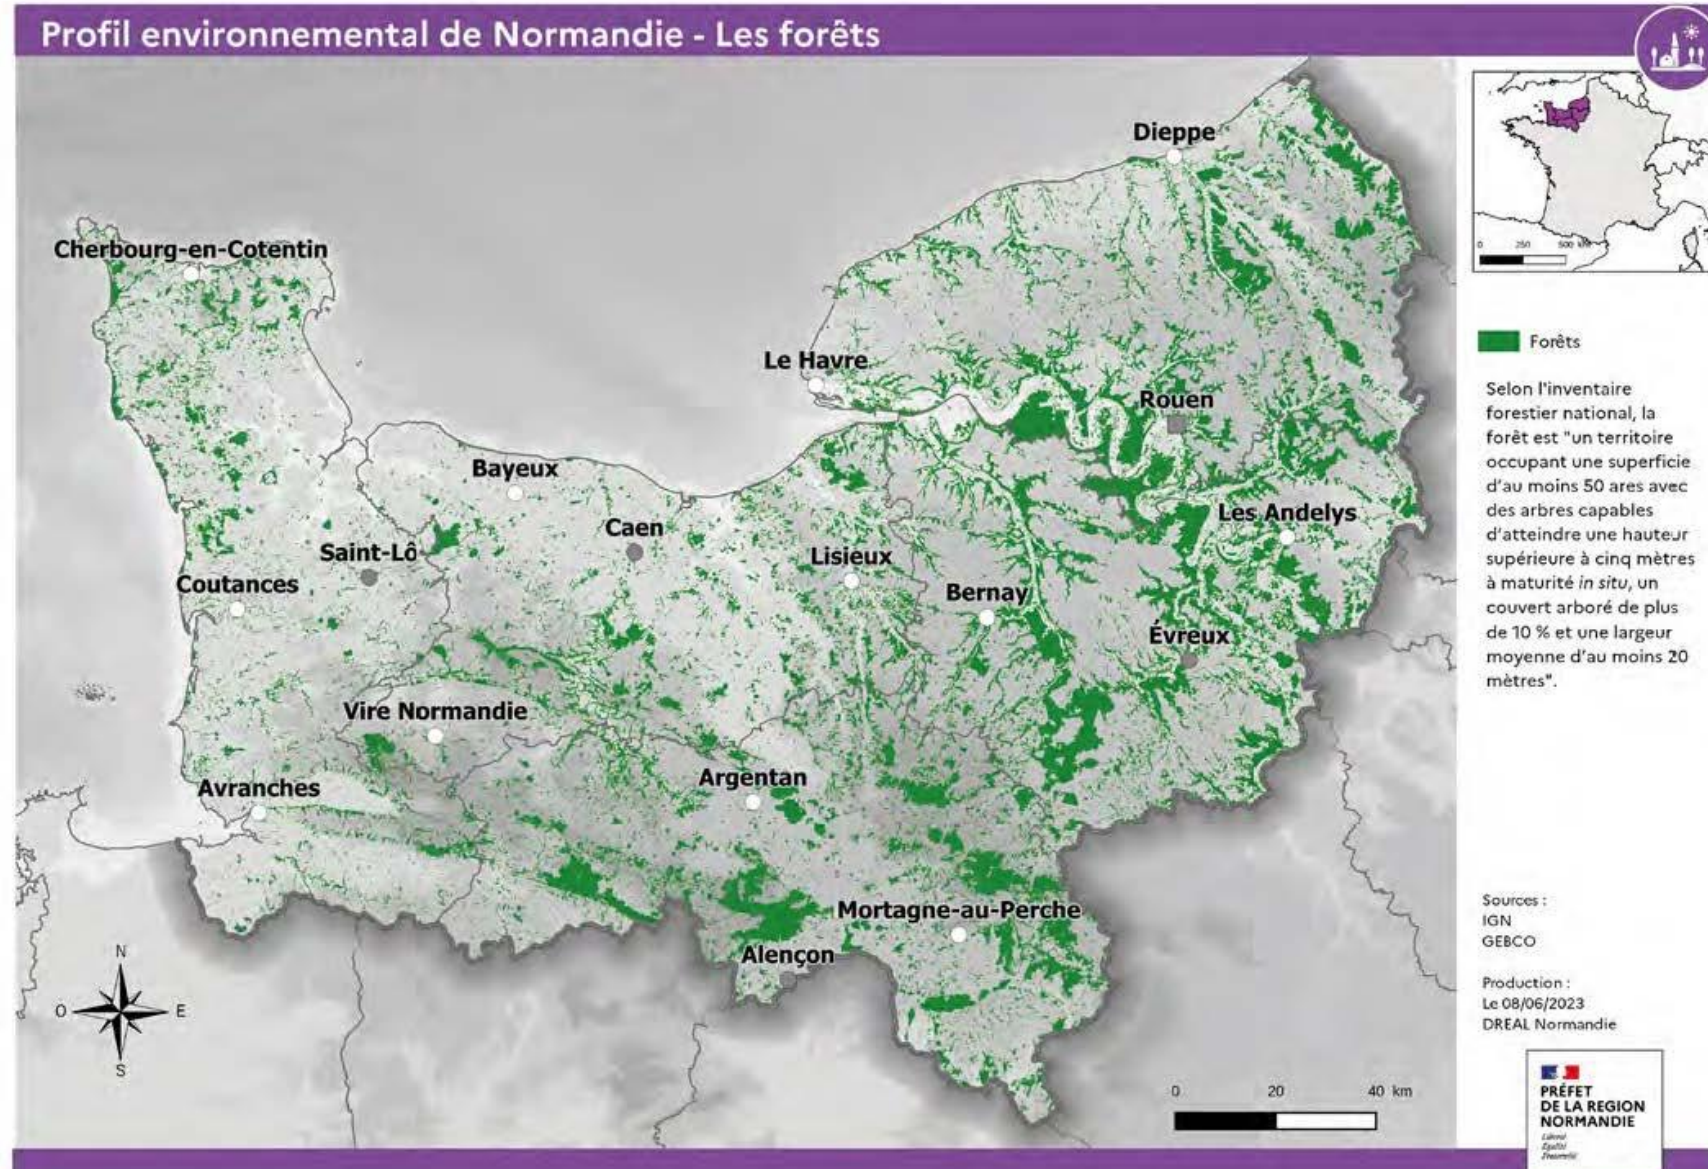 Profil environnemental de Normandie - Les forêts
Dieppe
Cherbourg-en-Cotentin
Le Havre
Rouen
Bayeux
Caen
Les Andelys
Saint-Lô
Lisieux
Coutances
Bernay
Évreux
Vire Normandie
Argentan
Avranches
Mortagne-au-Perche
Alençon
N
O
E
S
0 20 40 km
0 250 500 km
Forêts
Selon l'inventaire
forestier national, la
forêt est "un territoire
occupant une superficie
d'au moins 50 ares avec
des arbres capables
d'atteindre une hauteur
supérieure à cinq mètres
à maturité in situ, un
couvert arboré de plus
de 10 % et une largeur
moyenne d'au moins 20
mètres".
Sources :
IGN
GEBCO
Production :
Le 08/06/2023
DREAL Normandie
PRÉFET
DE LA REGION
NORMANDIE
Liberté
Égalité
Fraternité